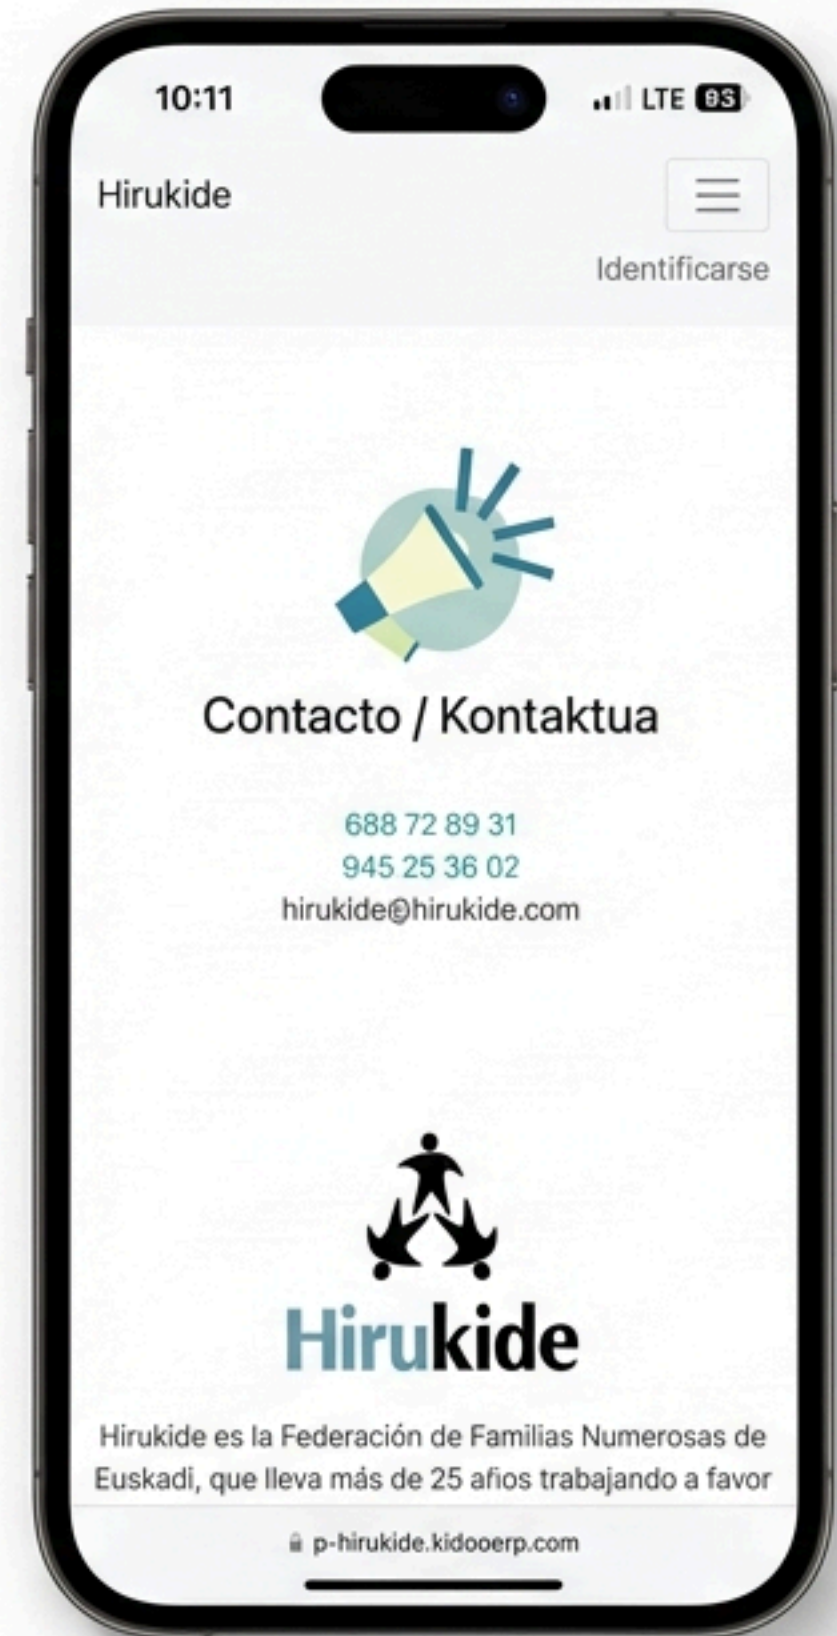 10:11
LTE
Hirukide
Identificarse
Contacto / Kontaktua
688 72 89 31
945 25 36 02
hirukide@hirukide.com
Hirukide
Hirukide es la Federación de Familias Numerosas de
Euskadi, que lleva más de 25 años trabajando a favor
p-hirukide.kidooerp.com